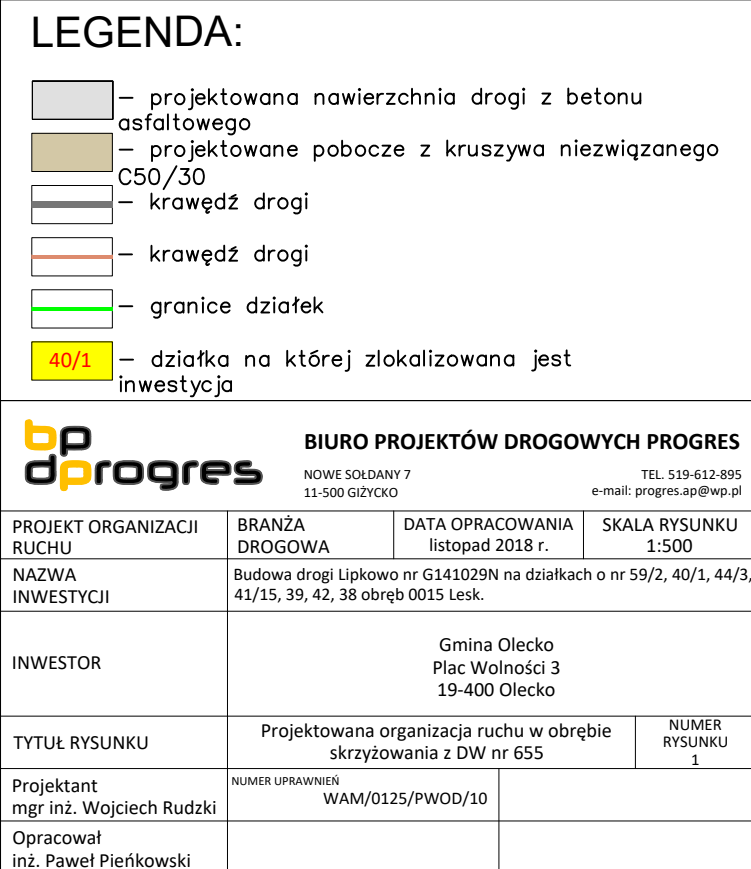 LEGENDA:
– projektowana nawierzchnia drogi z betonu
asfaltowego
– projektowane pobocze z kruszywa niezwiązanego
C50/30
– krawędź drogi
– krawędź drogi
– granice działek
40/1 – działka na której zlokalizowana jest
inwestycja
bp
dprogres
BIURO PROJEKTÓW DROGOWYCH PROGRES
NOWE SOŁDANY 7
11-500 GIŻYCKO
TEL. 519-612-895
e-mail: progres.ap@wp.pl
PROJEKT ORGANIZACJI
RUCHU
BRANŻA
DROGOWA
DATA OPRACOWANIA
listopad 2018 r.
SKALA RYSUNKU
1:500
NAZWA
INWESTYCJI
Budowa drogi Lipkowo nr G141029N na działkach o nr 59/2, 40/1, 44/3,
41/15, 39, 42, 38 obręb 0015 Lesk.
INWESTOR
Gmina Olecko
Plac Wolności 3
19-400 Olecko
TYTUŁ RYSUNKU
Projektowana organizacja ruchu w obrębie
skrzyżowania z DW nr 655
NUMER
RYSUNKU
1
Projektant
mgr inż. Wojciech Rudzki
NUMER UPRAWNIEŃ
WAM/0125/PWOD/10
Opracował
inż. Paweł Pieńkowski